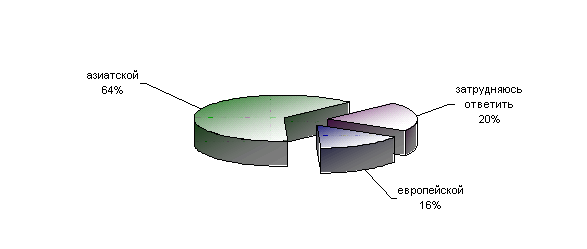 азиатской
64%
затрудняюсь
ответить
20%
европейской
16%